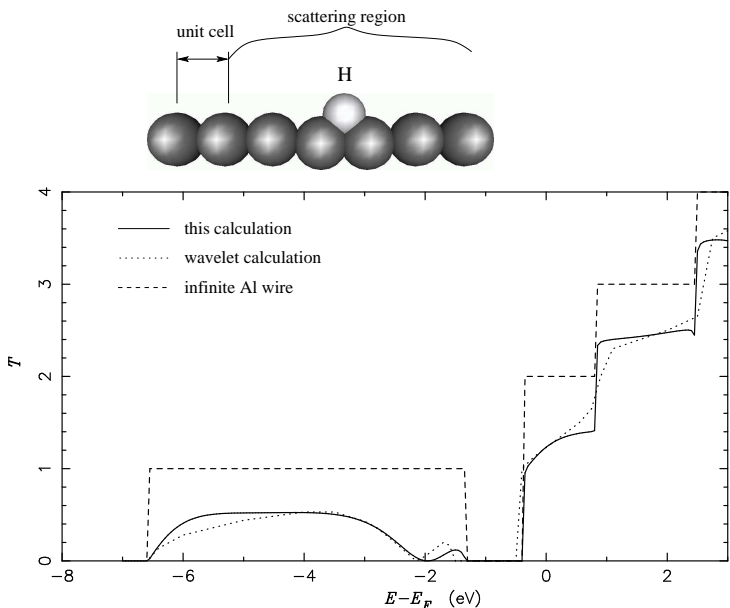 scattering region
unit cell
H
this calculation
wavelet calculation
infinite Al wire
4
3
2
1
0
T
−8
−6
−4
−2
0
2
E−E_F (eV)